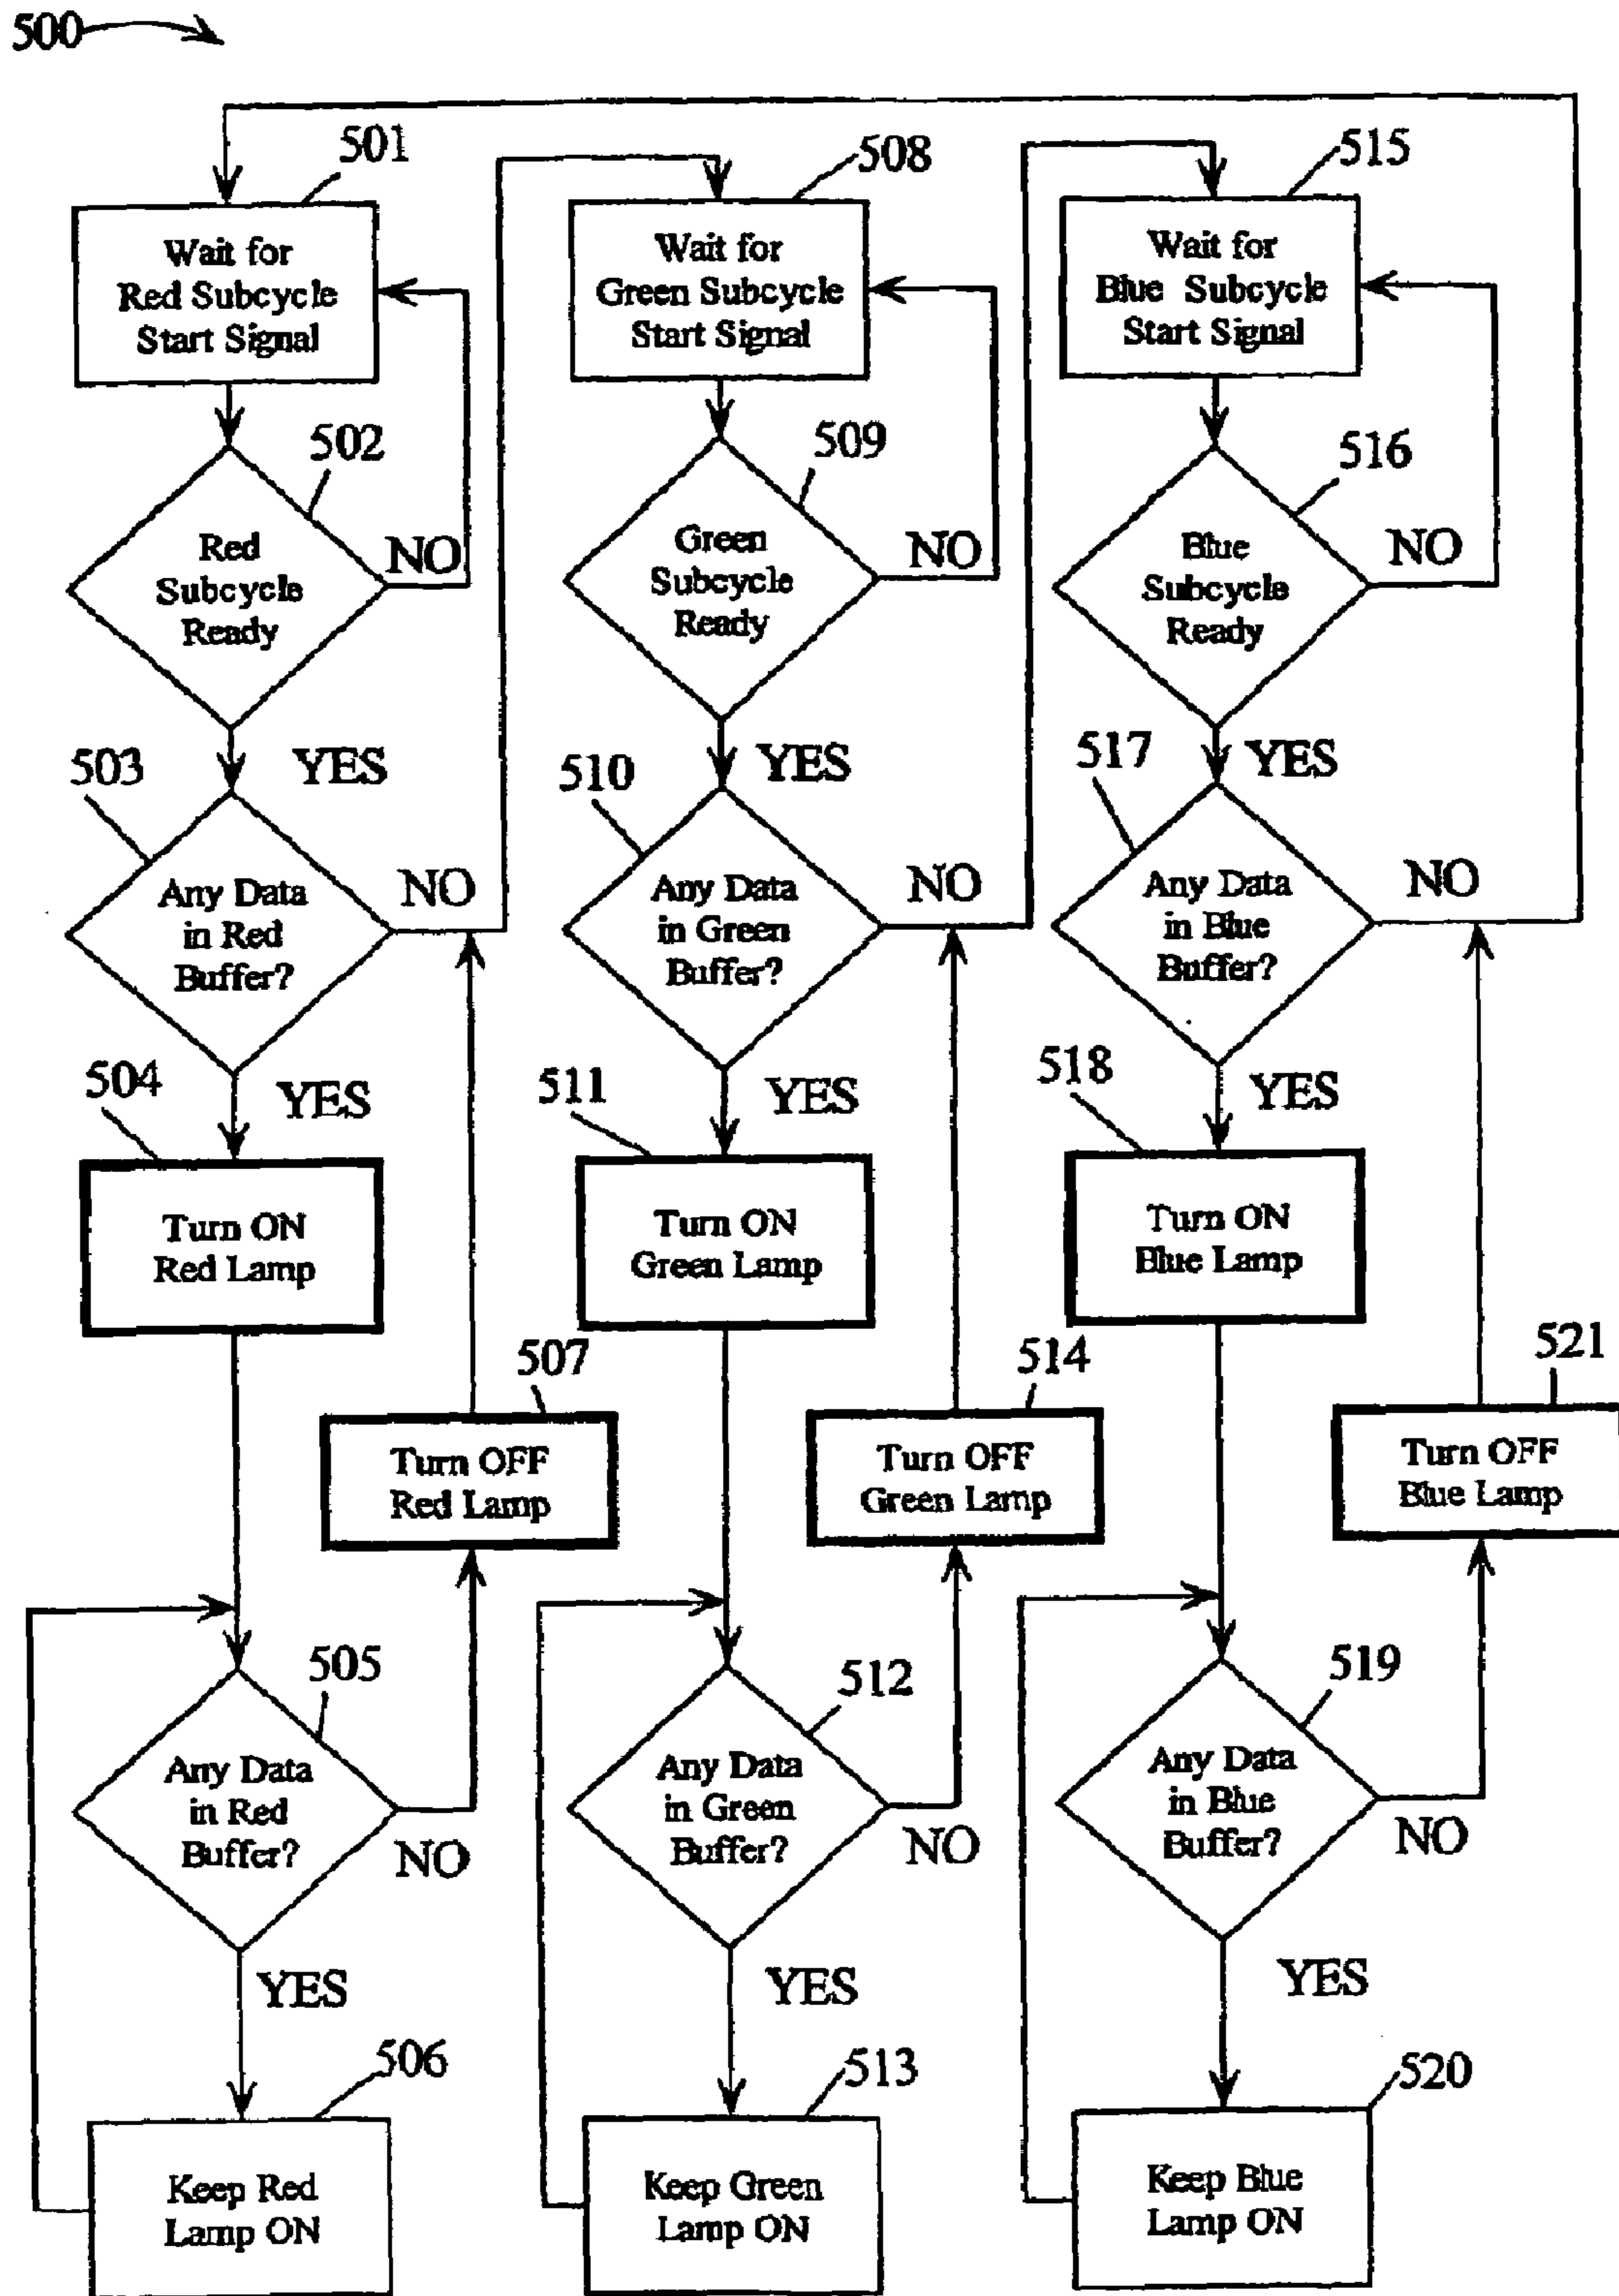 500
501
Wait for
Red Subcycle
Start Signal
502
Red
Subcycle
Ready
NO
YES
503
Any Data
in Red
Buffer?
NO
YES
504
Turn ON
Red Lamp
507
Turn OFF
Red Lamp
505
Any Data
in Red
Buffer?
NO
YES
506
Keep Red
Lamp ON
508
Wait for
Green Subcycle
Start Signal
509
Green
Subcycle
Ready
NO
YES
510
Any Data
in Green
Buffer?
NO
YES
511
Turn ON
Green Lamp
514
Turn OFF
Green Lamp
512
Any Data
in Green
Buffer?
NO
YES
513
Keep Green
Lamp ON
515
Wait for
Blue Subcycle
Start Signal
516
Blue
Subcycle
Ready
NO
YES
517
Any Data
in Blue
Buffer?
NO
YES
518
Turn ON
Blue Lamp
521
Turn OFF
Blue Lamp
519
Any Data
in Blue
Buffer?
NO
YES
520
Keep Blue
Lamp ON